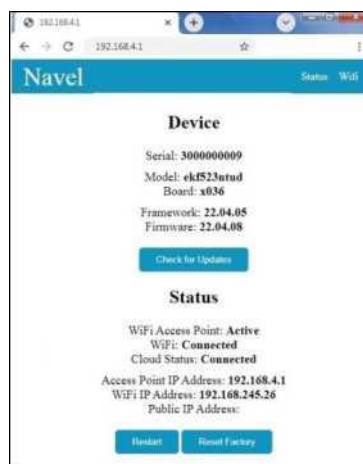 192.168.4.1
192.168.4.1
Navel
Status Wifi
Device
Serial: 3000000009
Model: ekf523ntud
Board: x036
Framework: 22.04.05
Firmware: 22.04.08
Check for Updates
Status
WiFi Access Point: Active
WiFi: Connected
Cloud Status: Connected
Access Point IP Address: 192.168.4.1
WiFi IP Address: 192.168.245.26
Public IP Address:
Restart Reset Factory